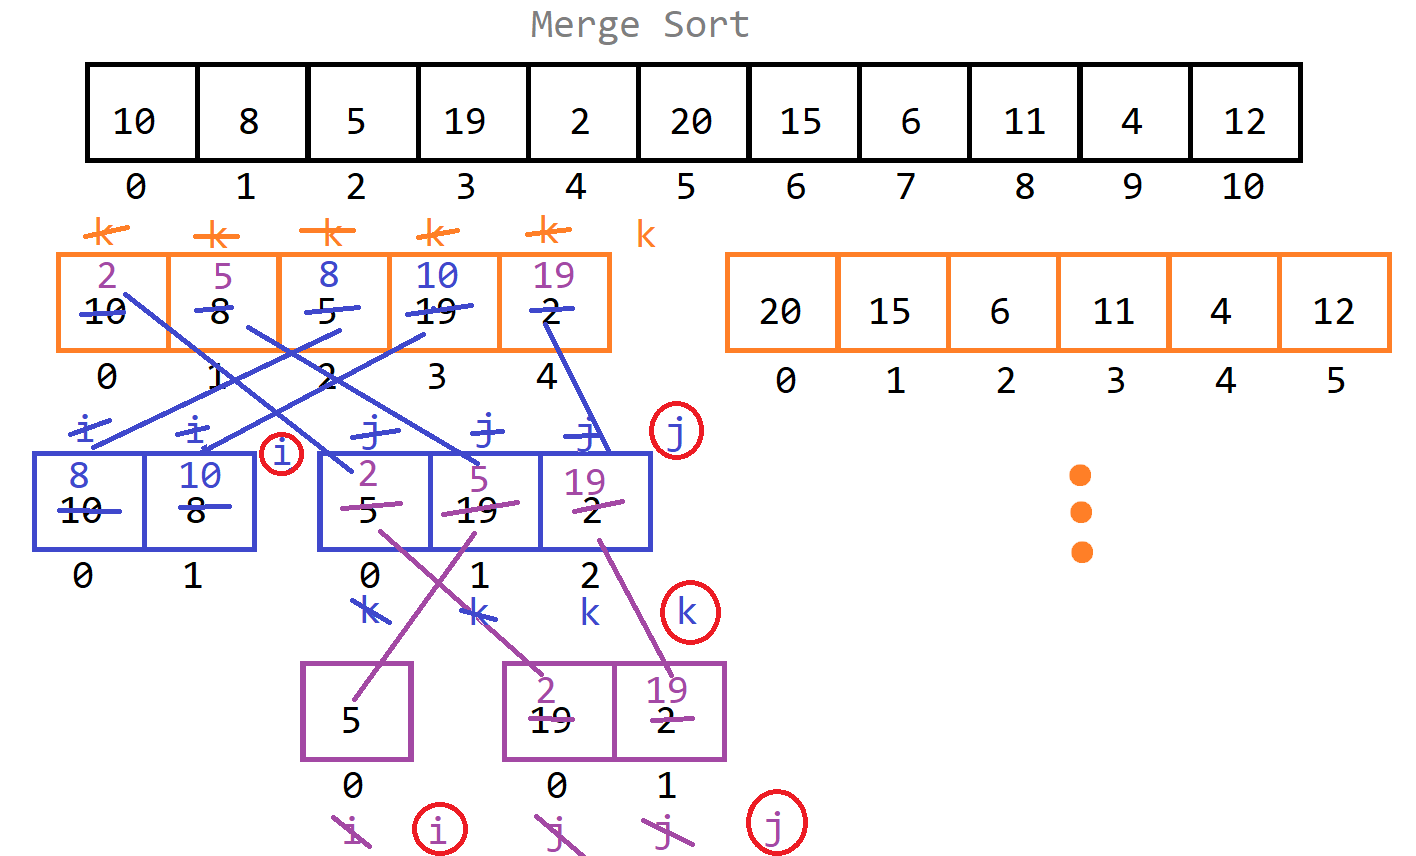 Merge Sort
10 8 5 19 2 20 15 6 11 4 12
0 1 2 3 4 5 6 7 8 9 10
k k k k k k
2 5 8 10 19
10 8 5 19 2 20 15 6 11 4 12
0 1 2 3 4 0 1 2 3 4 5
i i i j j j j
8 10 2 5 19
10 8 5 19 2
0 1 0 1 2
k k k k
2 19
5 19 2
0 0 1
i i j j j